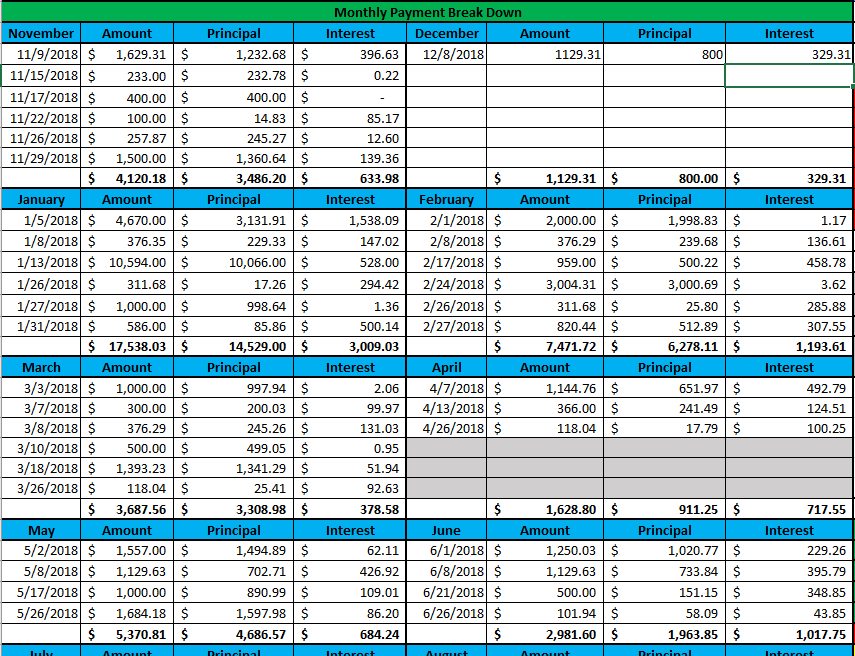 Monthly Payment Break Down
November Amount Principal Interest December Amount Principal Interest
11/9/2018 $ 1,629.31 $ 1,232.68 $ 396.63 12/8/2018 1129.31 800 329.31
11/15/2018 $ 233.00 $ 232.78 $ 0.22
11/17/2018 $ 400.00 $ 400.00 $ -
11/22/2018 $ 100.00 $ 14.83 $ 85.17
11/26/2018 $ 257.87 $ 245.27 $ 12.60
11/29/2018 $ 1,500.00 $ 1,360.64 $ 139.36
$ 4,120.18 $ 3,486.20 $ 633.98 $ 1,129.31 $ 800.00 $ 329.31
January Amount Principal Interest February Amount Principal Interest
1/5/2018 $ 4,670.00 $ 3,131.91 $ 1,538.09 2/1/2018 $ 2,000.00 $ 1,998.83 $ 1.17
1/8/2018 $ 376.35 $ 229.33 $ 147.02 2/8/2018 $ 376.29 $ 239.68 $ 136.61
1/13/2018 $ 10,594.00 $ 10,066.00 $ 528.00 2/17/2018 $ 959.00 $ 500.22 $ 458.78
1/26/2018 $ 311.68 $ 17.26 $ 294.42 2/24/2018 $ 3,004.31 $ 3,000.69 $ 3.62
1/27/2018 $ 1,000.00 $ 998.64 $ 1.36 2/26/2018 $ 311.68 $ 25.80 $ 285.88
1/31/2018 $ 586.00 $ 85.86 $ 500.14 2/27/2018 $ 820.44 $ 512.89 $ 307.55
$ 17,538.03 $ 14,529.00 $ 3,009.03 $ 7,471.72 $ 6,278.11 $ 1,193.61
March Amount Principal Interest April Amount Principal Interest
3/3/2018 $ 1,000.00 $ 997.94 $ 2.06 4/7/2018 $ 1,144.76 $ 651.97 $ 492.79
3/7/2018 $ 300.00 $ 200.03 $ 99.97 4/13/2018 $ 366.00 $ 241.49 $ 124.51
3/8/2018 $ 376.29 $ 245.26 $ 131.03 4/26/2018 $ 118.04 $ 17.79 $ 100.25
3/10/2018 $ 500.00 $ 499.05 $ 0.95
3/18/2018 $ 1,393.23 $ 1,341.29 $ 51.94
3/26/2018 $ 118.04 $ 25.41 $ 92.63
$ 3,687.56 $ 3,308.98 $ 378.58 $ 1,628.80 $ 911.25 $ 717.55
May Amount Principal Interest June Amount Principal Interest
5/2/2018 $ 1,557.00 $ 1,494.89 $ 62.11 6/1/2018 $ 1,250.03 $ 1,020.77 $ 229.26
5/8/2018 $ 1,129.63 $ 702.71 $ 426.92 6/8/2018 $ 1,129.63 $ 733.84 $ 395.79
5/17/2018 $ 1,000.00 $ 890.99 $ 109.01 6/21/2018 $ 500.00 $ 151.15 $ 348.85
5/26/2018 $ 1,684.18 $ 1,597.98 $ 86.20 6/26/2018 $ 101.94 $ 58.09 $ 43.85
$ 5,370.81 $ 4,686.57 $ 684.24 $ 2,981.60 $ 1,963.85 $ 1,017.75
July Amount Principal Interest August Amount Principal Interest